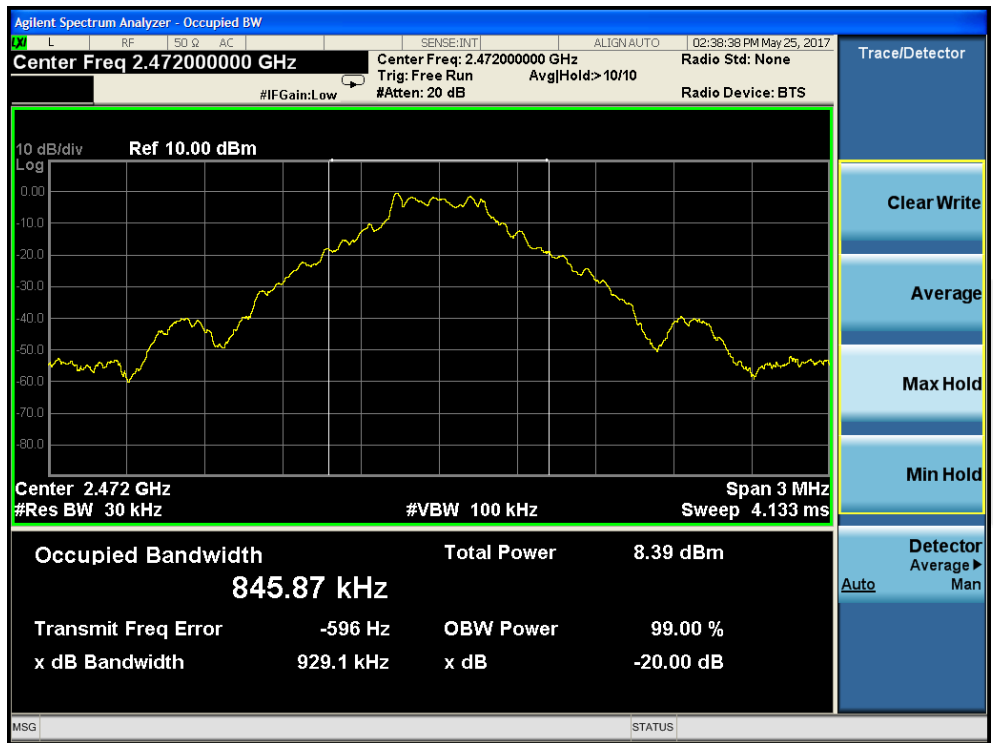 Agilent Spectrum Analyzer - Occupied BW
LXI L RF 50 Ω AC SENSE:INT ALIGN AUTO 02:38:38 PM May 25, 2017
Center Freq 2.472000000 GHz
Center Freq: 2.472000000 GHz
Radio Std: None
Trig: Free Run Avg|Hold:> 10/10
#IFGain:Low
#Atten: 20 dB
Radio Device: BTS
Trace/Detector
10 dB/div Ref 10.00 dBm
Log
0.00
-10.0
-20.0
-30.0
-40.0
-50.0
-60.0
-70.0
-80.0
Center 2.472 GHz
Span 3 MHz
#Res BW 30 kHz
#VBW 100 kHz
Sweep 4.133 ms
Clear Write
Average
Max Hold
Min Hold
Detector
Average▶
Auto Man
Occupied Bandwidth
845.87 kHz
Total Power 8.39 dBm
Transmit Freq Error -596 Hz
OBW Power 99.00 %
x dB Bandwidth 929.1 kHz
x dB -20.00 dB
MSG
STATUS